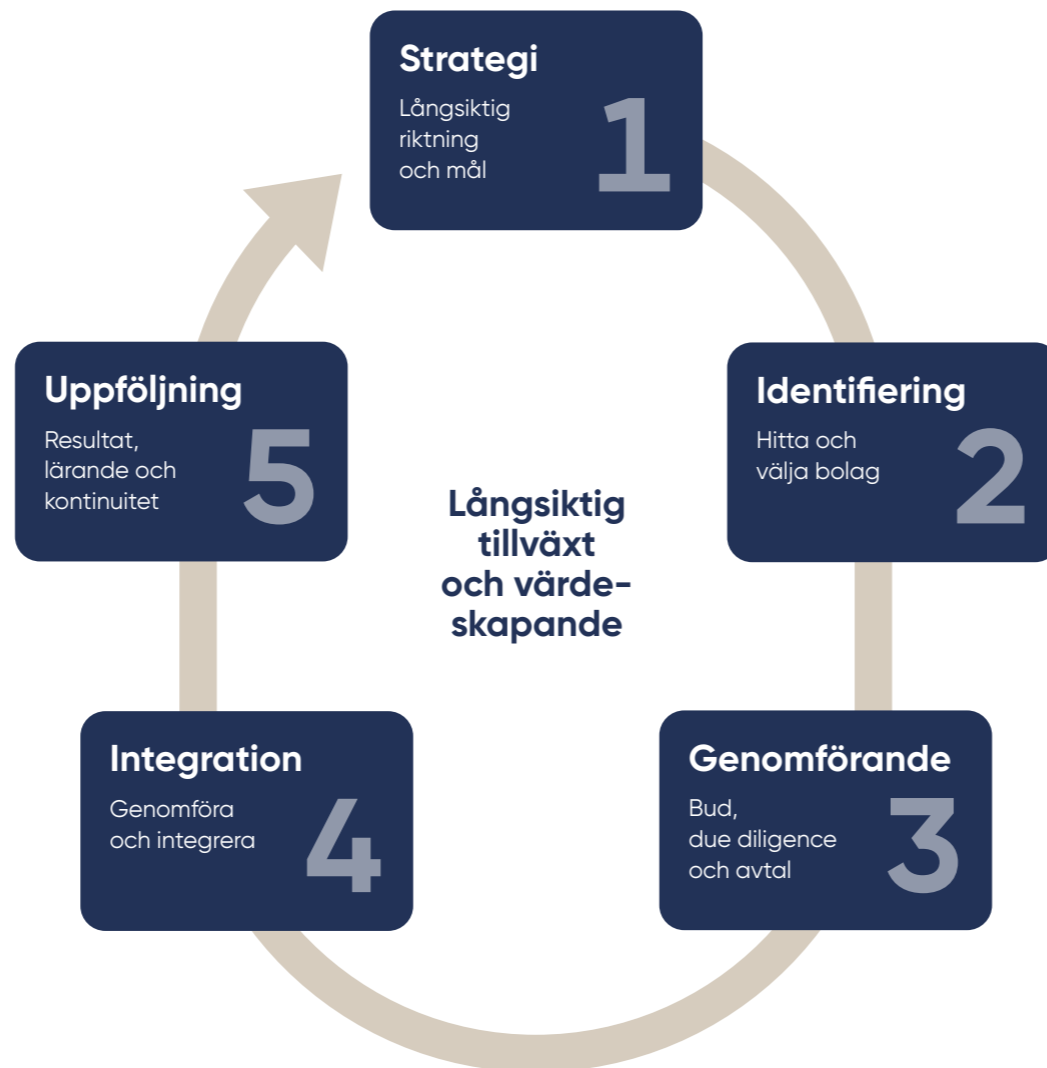 Strategi
Långsiktig
riktning
och mål
1
Identifiering
Hitta och
välja bolag
2
Genomförande
Bud,
due diligence
och avtal
3
Integration
Genomföra
och integrera
4
Uppföljning
Resultat,
lärande och
kontinuitet
5
Långsiktig
tillväxt
och värde-
skapande